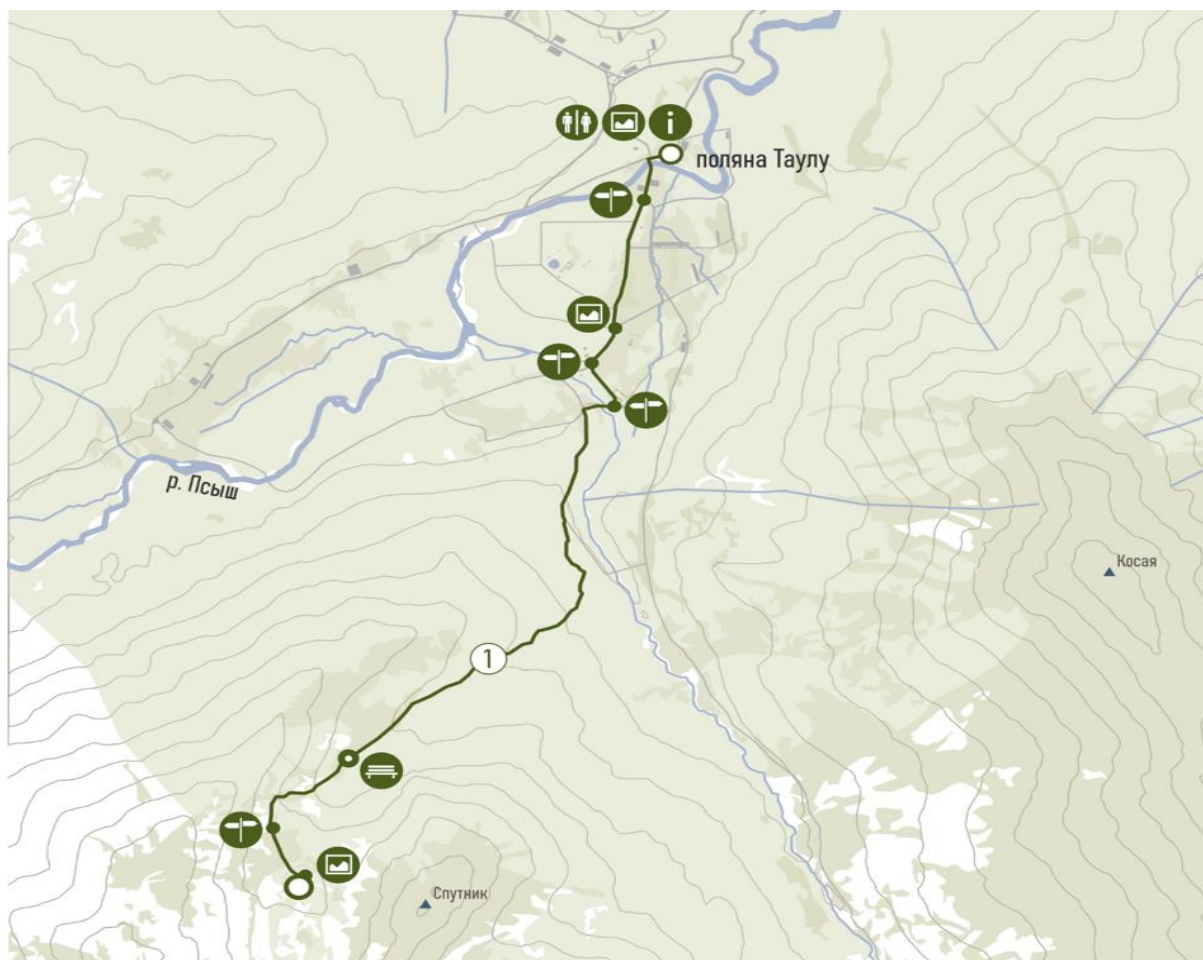 i
поляна Таулу
р. Псыш
Косая
1
Спутник